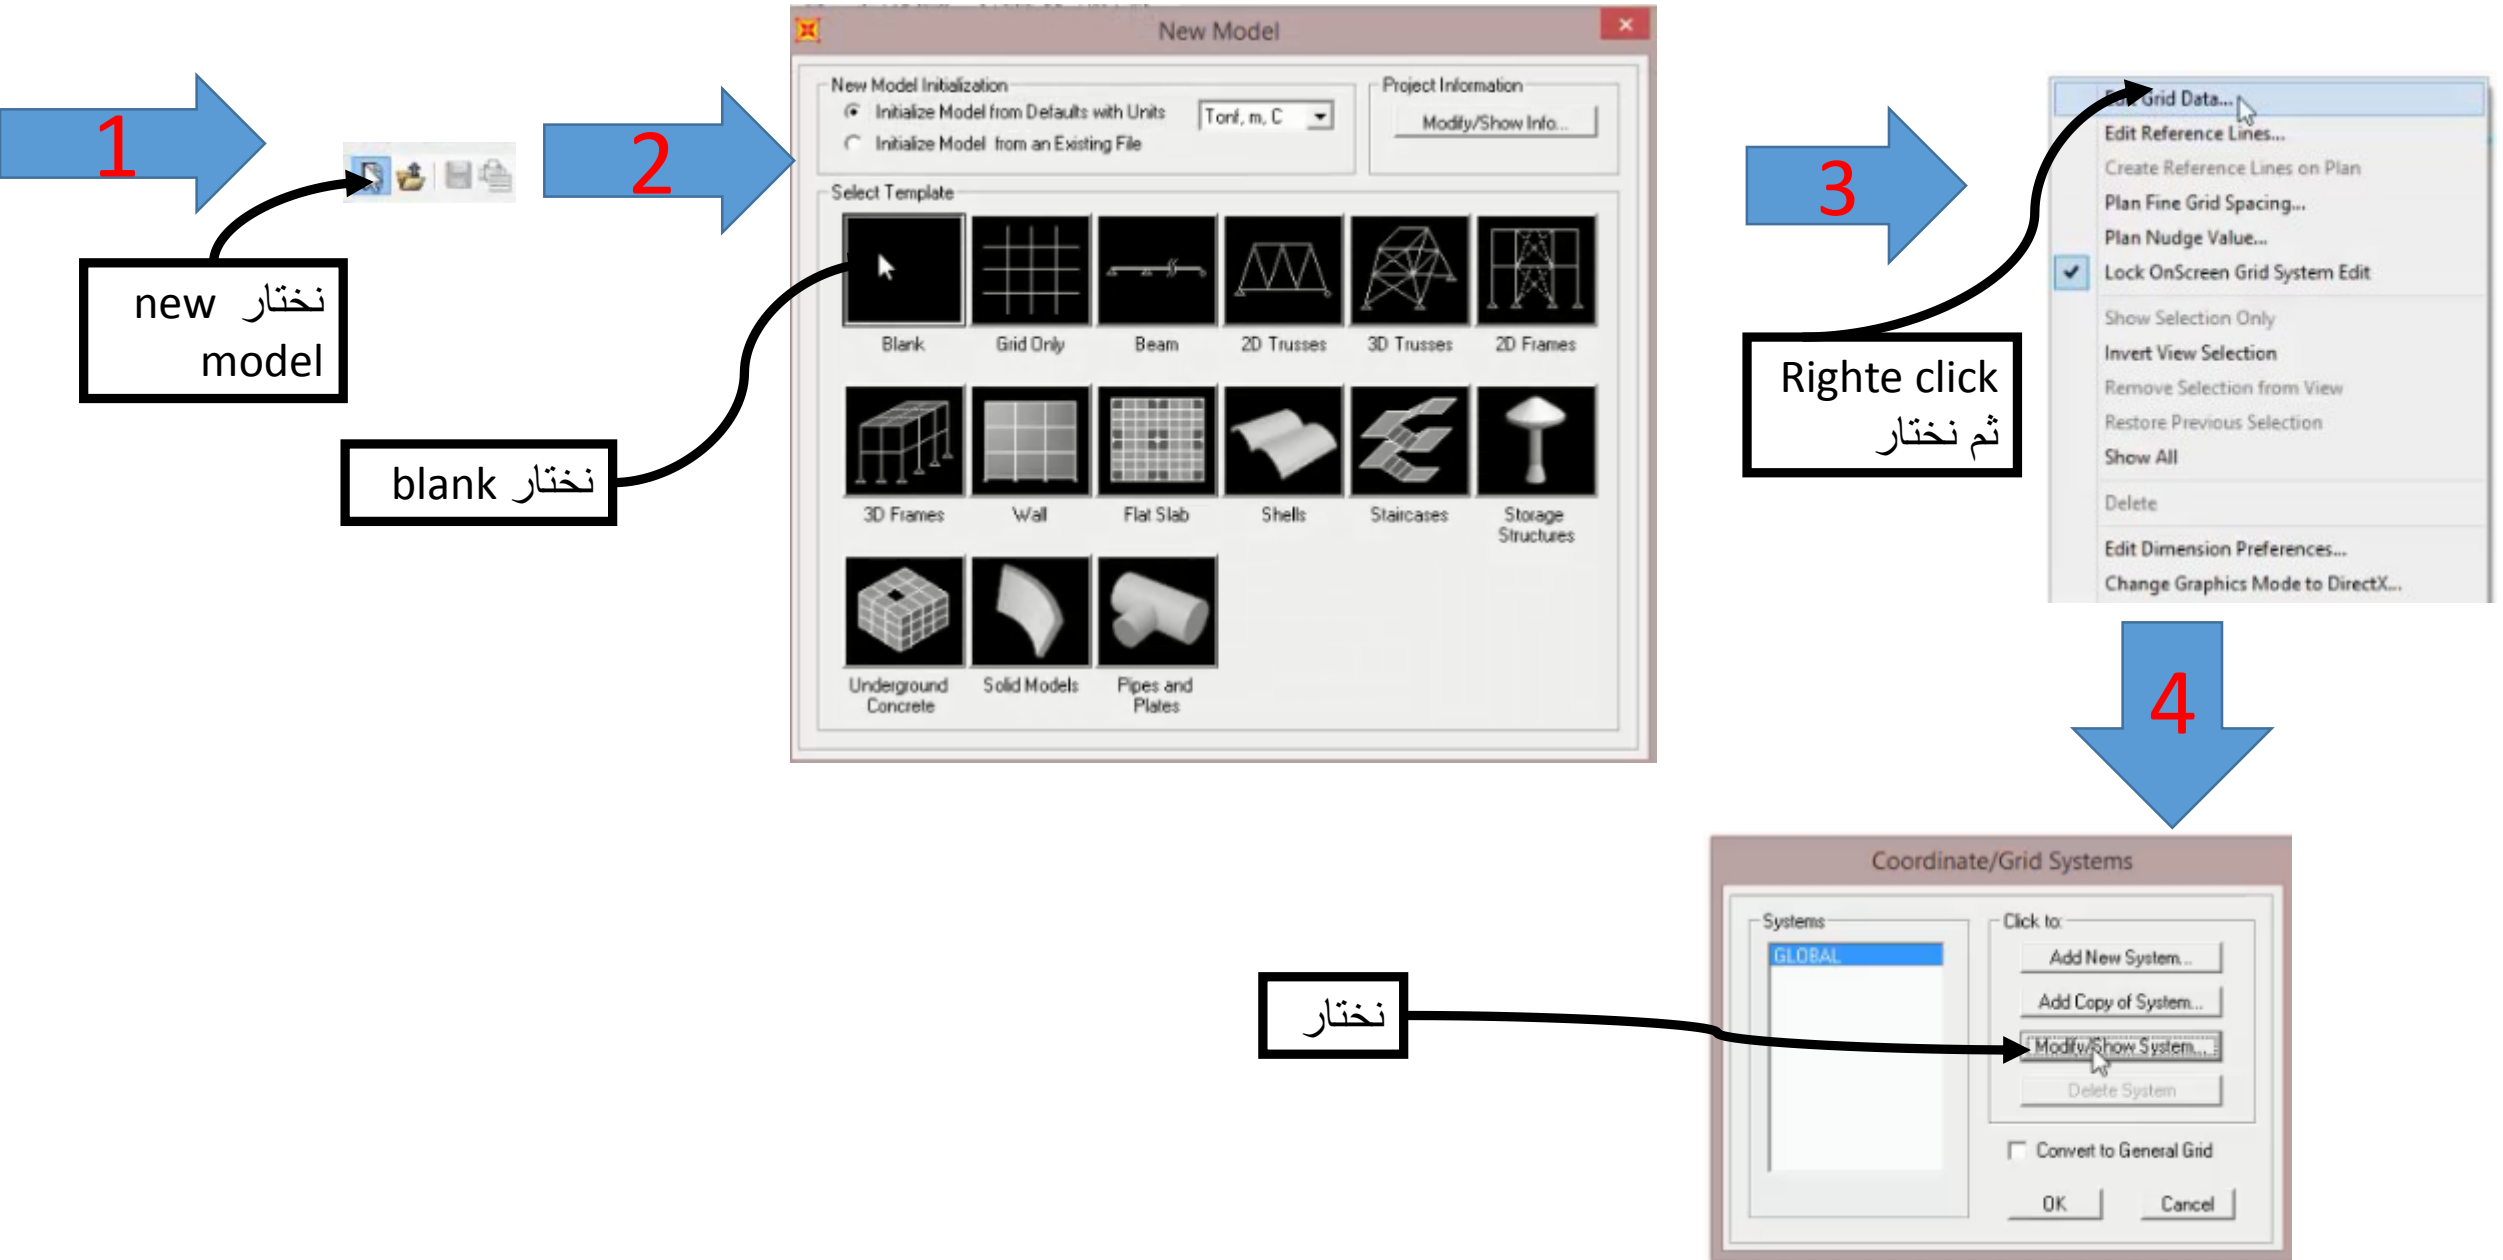 1
نختار new
model
2
نختار blank
New Model
New Model Initialization
Initialize Model from Defaults with Units
Tonf, m, C
Initialize Model from an Existing File
Project Information
Modify/Show Info...
Select Template
Blank
Grid Only
Beam
2D Trusses
3D Trusses
2D Frames
3D Frames
Wall
Flat Slab
Shells
Staircases
Storage
Structures
Underground
Concrete
Solid Models
Pipes and
Plates
3
Righte click
ثم نختار
Edit Grid Data...
Edit Reference Lines...
Create Reference Lines on Plan
Plan Fine Grid Spacing...
Plan Nudge Value...
Lock OnScreen Grid System Edit
Show Selection Only
Invert View Selection
Remove Selection from View
Restore Previous Selection
Show All
Delete
Edit Dimension Preferences...
Change Graphics Mode to DirectX...
4
نختار
Coordinate/Grid Systems
Systems
GLOBAL
Click to:
Add New System...
Add Copy of System...
Modify/Show System...
Delete System
Convert to General Grid
OK
Cancel